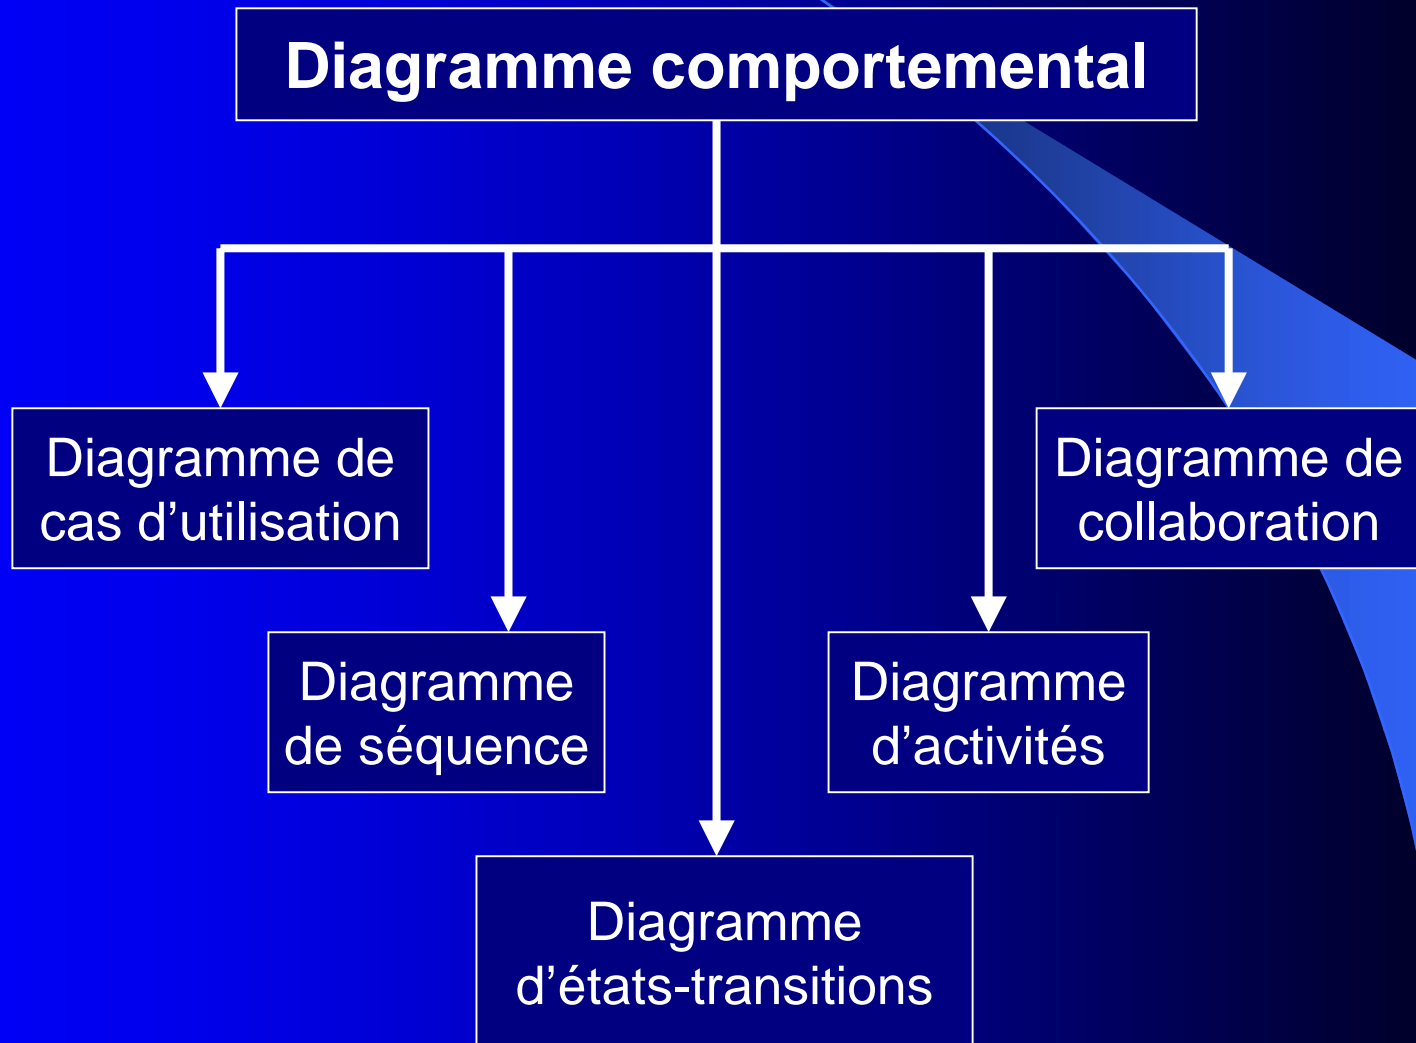 Diagramme comportemental
Diagramme de
cas d’utilisation
Diagramme de
collaboration
Diagramme
de séquence
Diagramme
d’activités
Diagramme
d’états-transitions